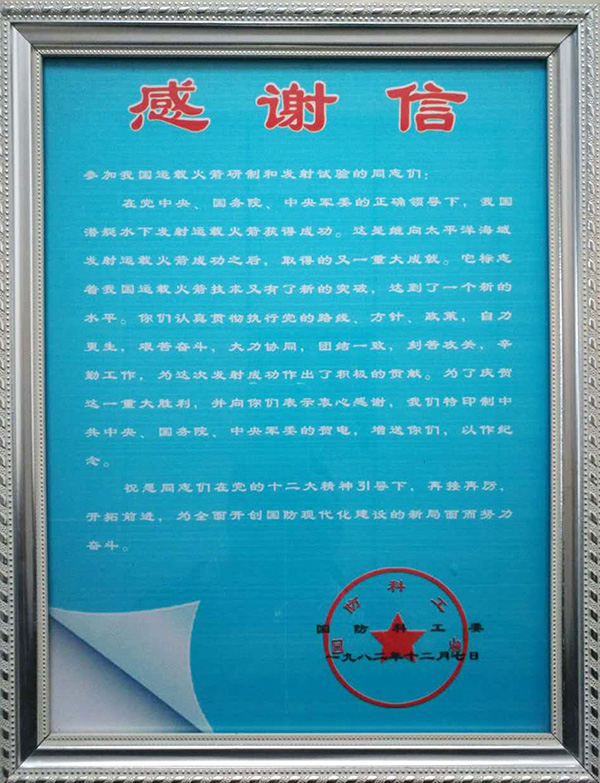 感谢信
参加我国运载火箭研制和发射试验的同志们：
在党中央、国务院、中央军委的正确领导下，我国
潜艇水下发射运载火箭获得成功。这是继向太平洋海域
发射运载火箭成功之后，取得的又一重大成就。它标志
着我国运载火箭技术又有了新的突破，达到了一个新的
水平。你们认真贯彻执行党的路线、方针、政策，自力
更生，艰苦奋斗，大力协同，团结一致，刻苦攻关，辛
勤工作，为这次发射成功作出了积极的贡献。为了庆贺
这一重大胜利，并向你们表示衷心感谢，我们特印制中
共中央、国务院、中央军委的贺电，增送你们，以作纪
念。
祝愿同志们在党的十二大精神引导下，再接再厉，
开拓前进，为全面开创国防现代化建设的新局面而努力
奋斗。
国防科工委
国防科工委
一九八二年十二月七日